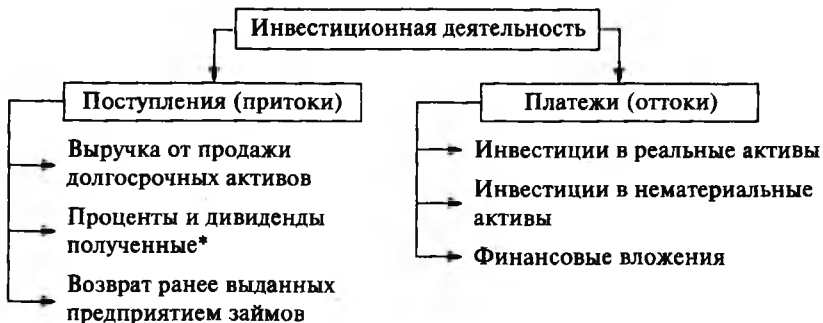 Инвестиционная деятельность
Поступления (притоки)
Выручка от продажи
долгосрочных активов
Проценты и дивиденды
полученные*
Возврат ранее выданных
предприятием займов
Платежи (оттоки)
Инвестиции в реальные активы
Инвестиции в нематериальные
активы
Финансовые вложения